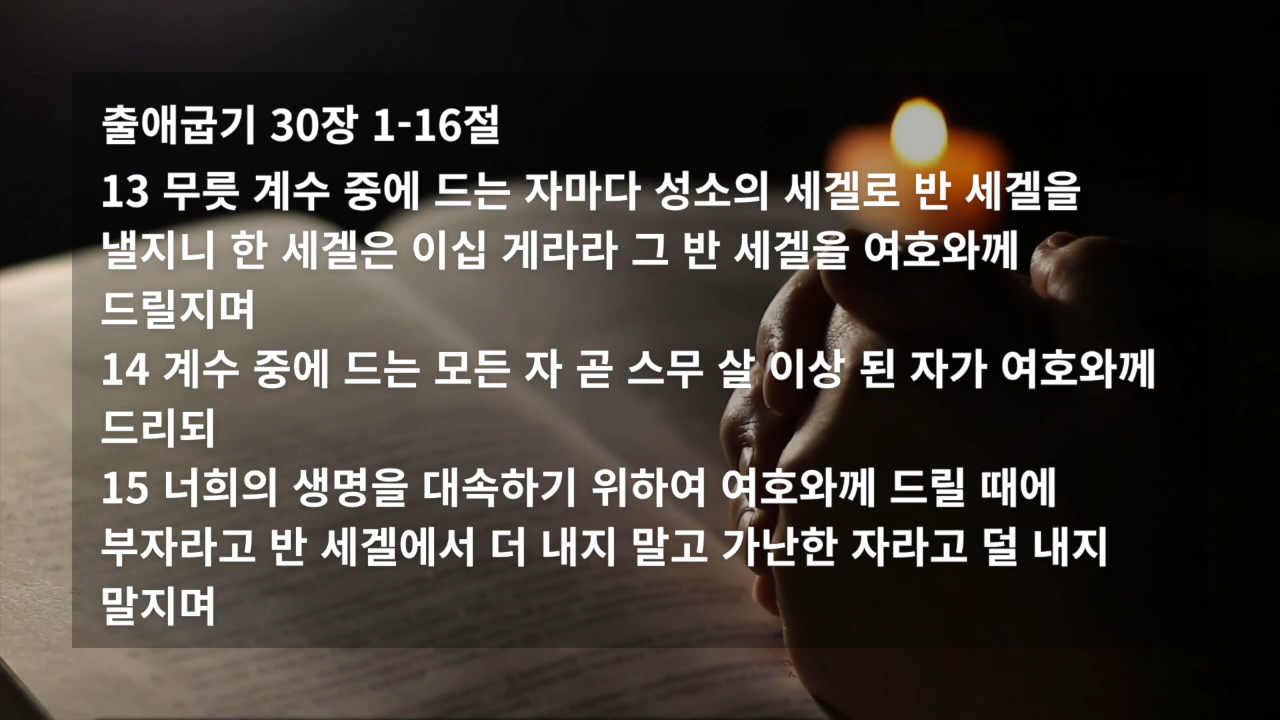 출애굽기 30장 1-16절
13 무릇 계수 중에 드는 자마다 성소의 세겔로 반 세겔을
낼지니 한 세겔은 이십 게라라 그 반 세겔을 여호와께
드릴지며
14 계수 중에 드는 모든 자 곧 스무 살 이상 된 자가 여호와께
드리되
15 너희의 생명을 대속하기 위하여 여호와께 드릴 때에
부자라고 반 세겔에서 더 내지 말고 가난한 자라고 덜 내지
말지며